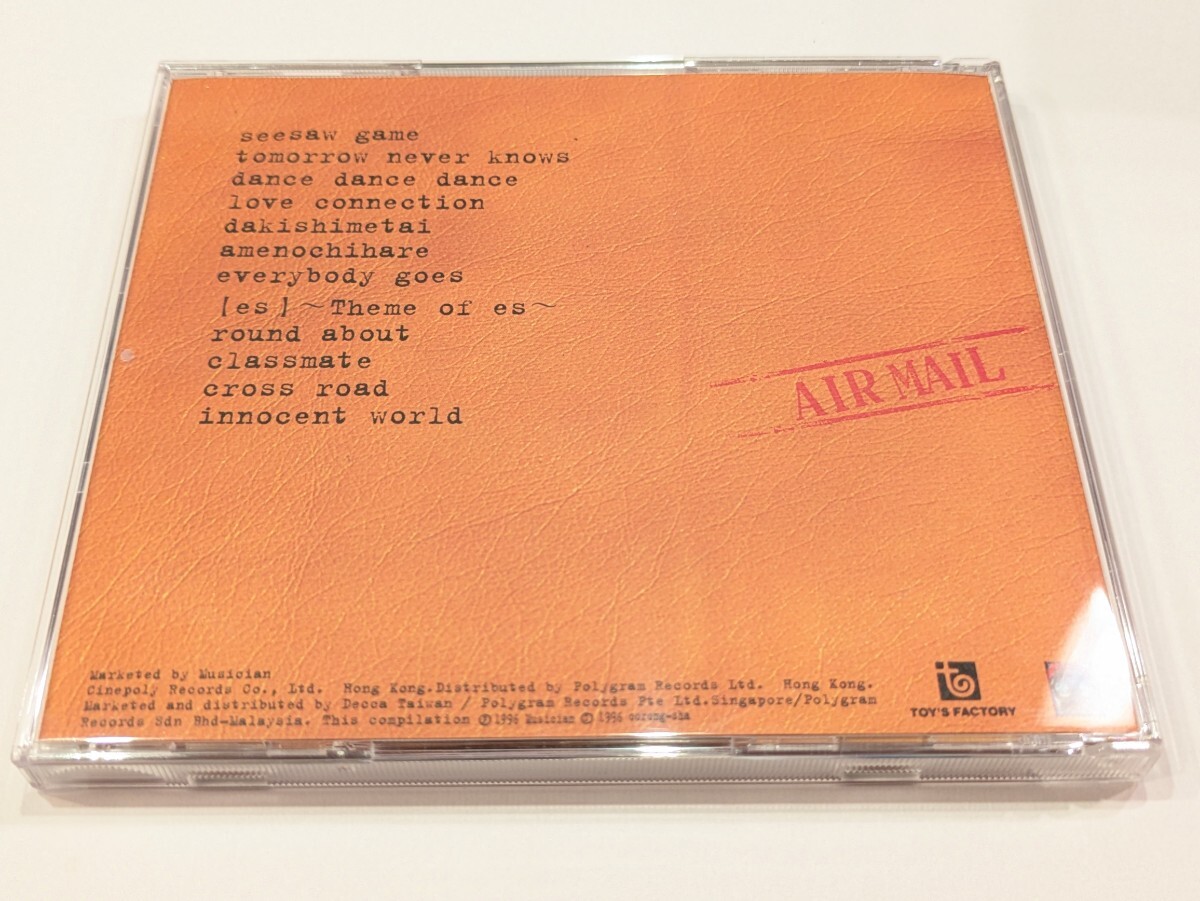 seesaw game
tomorrow never knows
dance dance dance
love connection
dakishimetai
amenochihare
everybody goes
【es】～Theme of es～
round about
classmate
cross road
innocent world
AIR MAIL
Marketed by Musician
Cinepoly Records Co., Ltd. Hong Kong.Distributed by Polygram Records Ltd. Hong Kong.
Marketed and distributed by Decca Taiwan / Polygram Records Pte Ltd.Singapore/Polygram
Records Sdn Bhd-Malaysia. This compilation ℗1996 Musician ©1996 oorong-sha
TOY'S FACTORY